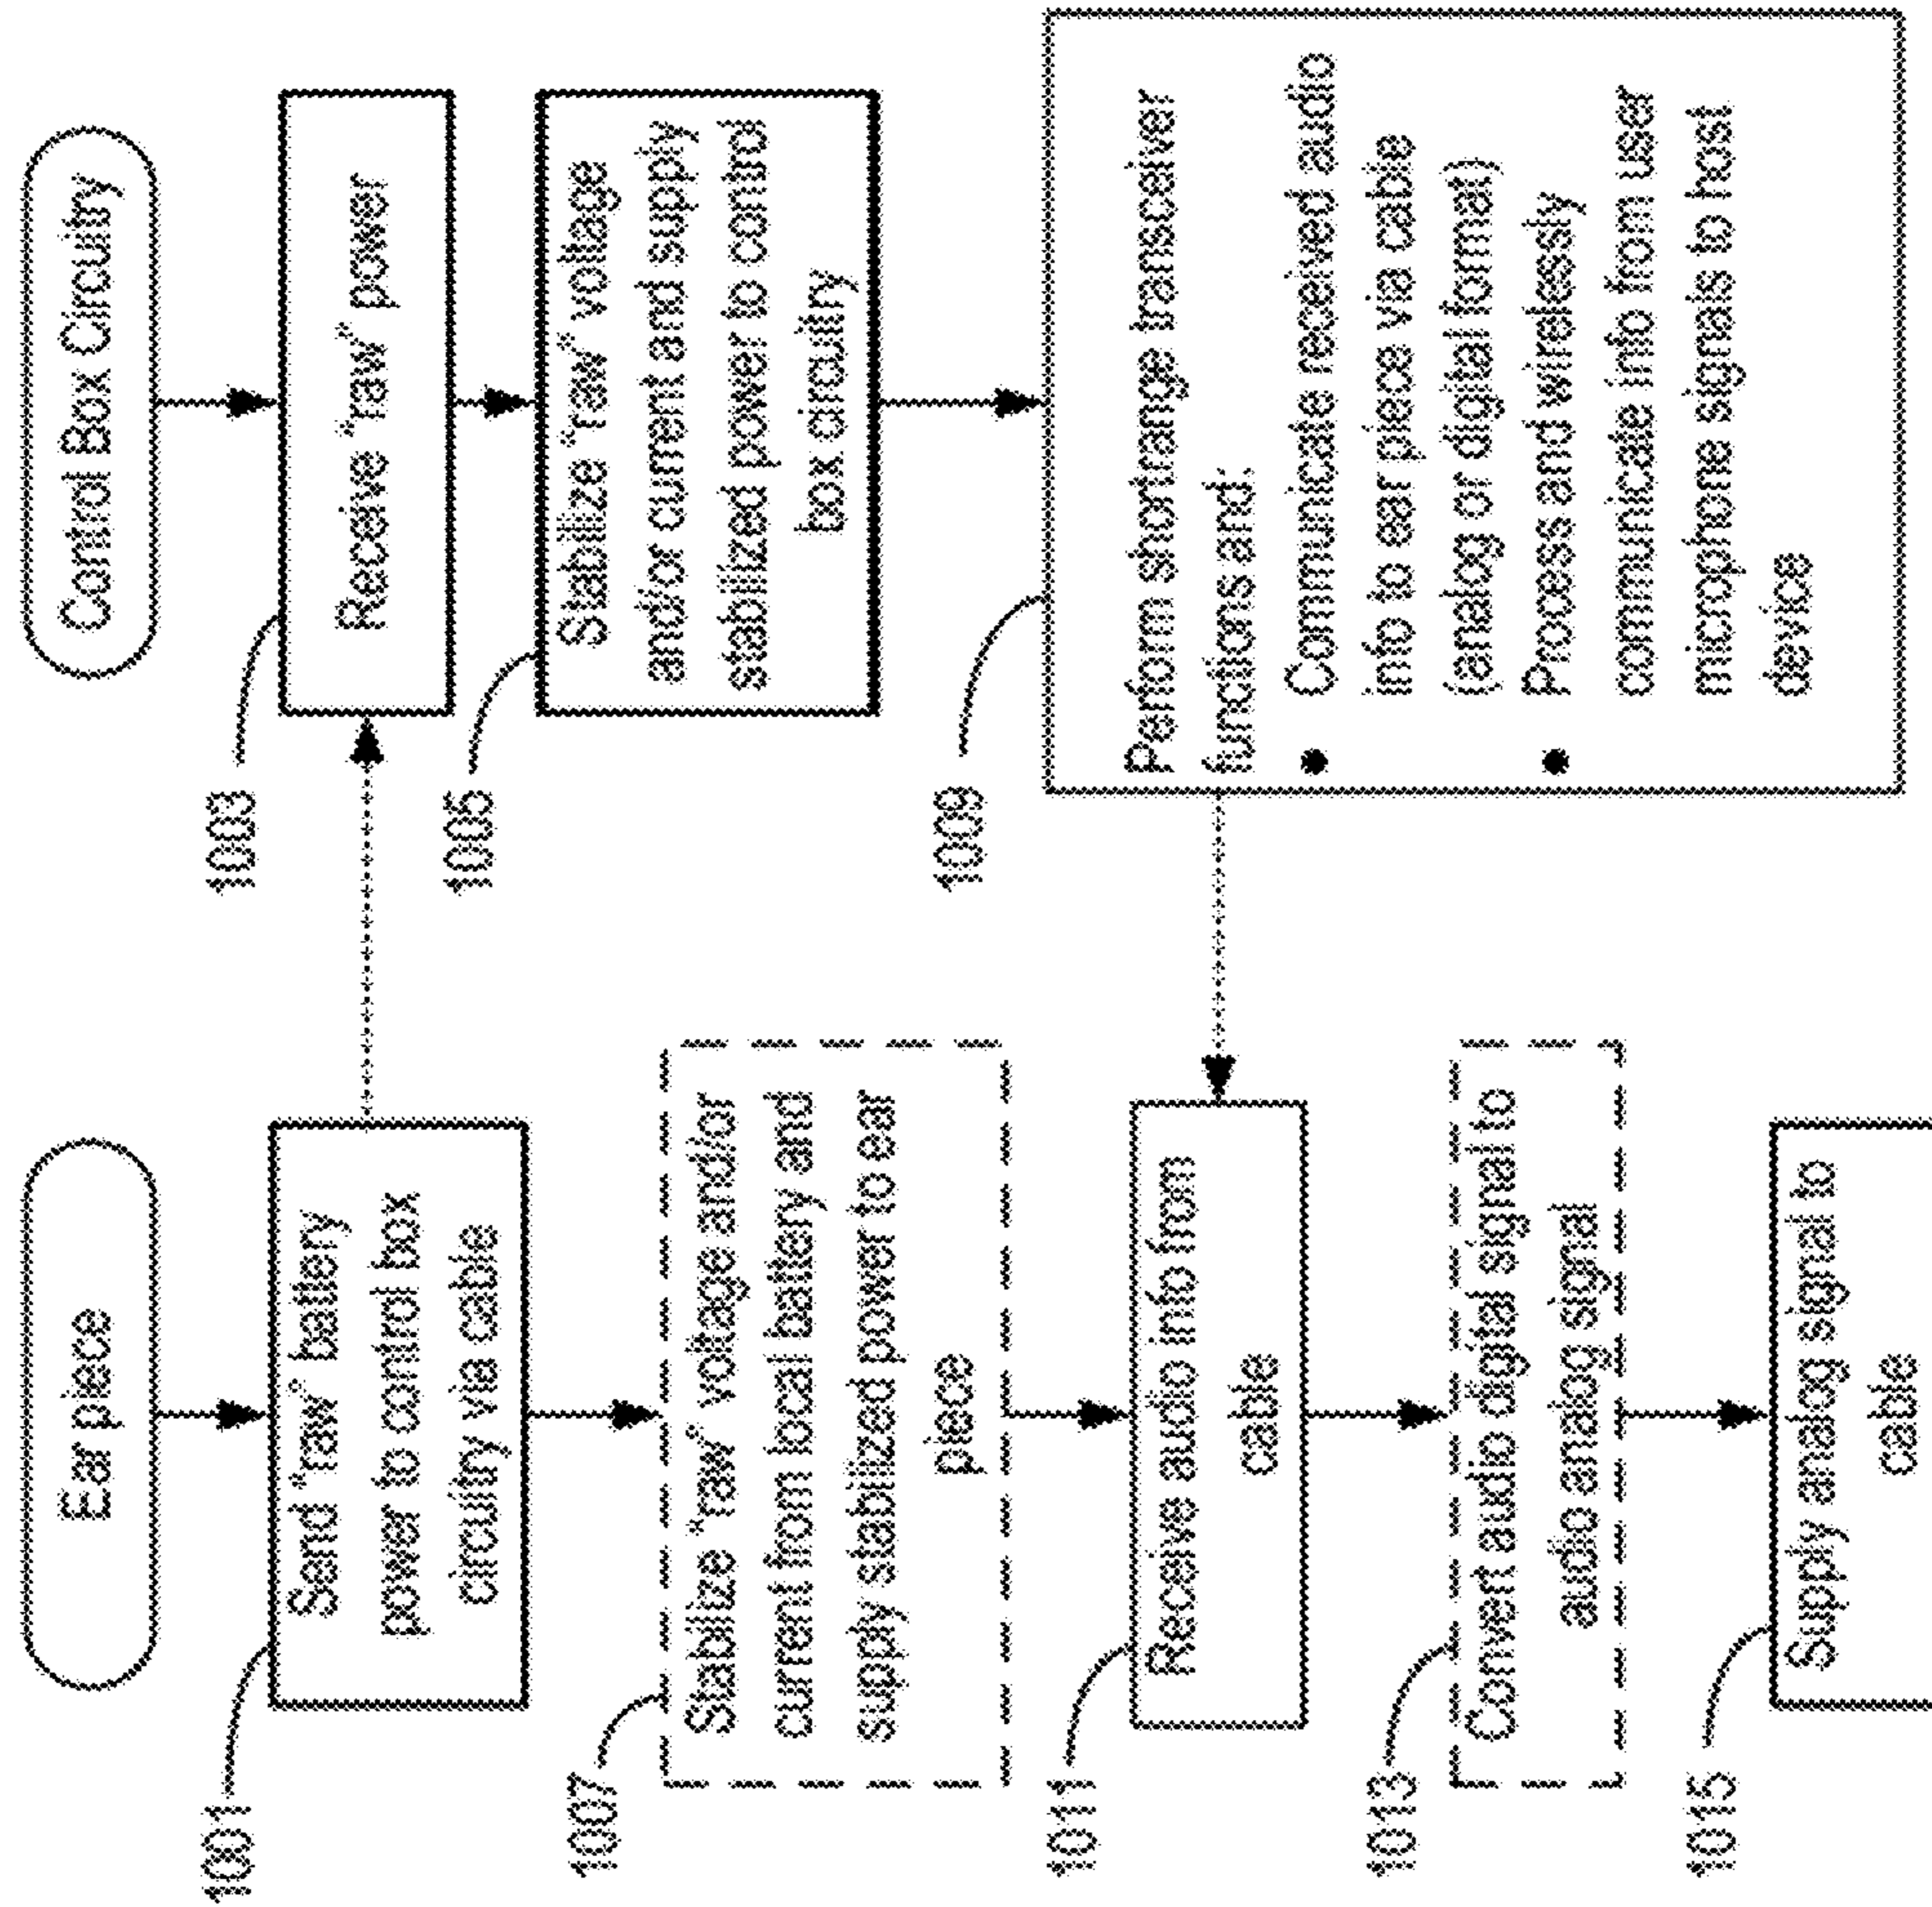 Ear piece
1001
Send "raw" battery
power to control box
circuitry via cable
1007
Stabilize "raw" voltage and/or
current from local battery and
supply stabilized power to ear
piece
1011
Receive audio info from
cable
1013
Convert audio digital signal to
audio analog signal
1015
Supply analog signal to
cable
Control Box Circuitry
1003
Receive "raw" power
1005
Stabilize "raw" voltage
and/or current and supply
stabilized power to control
box circuitry
1009
Perform shortrange transceiver
functions and:
• Communicate received audio
info to ear piece via cable
(analog or digital format)
• Process and wirelessly
communicate info from user
microphone signals to host
device